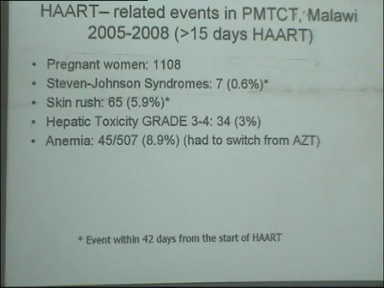 HAART– related events in PMTCT, Malawi
2005-2008 (>15 days HAART)
• Pregnant women: 1108
• Steven-Johnson Syndromes: 7 (0.6%)*
• Skin rush: 65 (5.9%)*
• Hepatic Toxicity GRADE 3-4: 34 (3%)
• Anemia: 45/507 (8.9%) (had to switch from AZT)
* Event within 42 days from the start of HAART